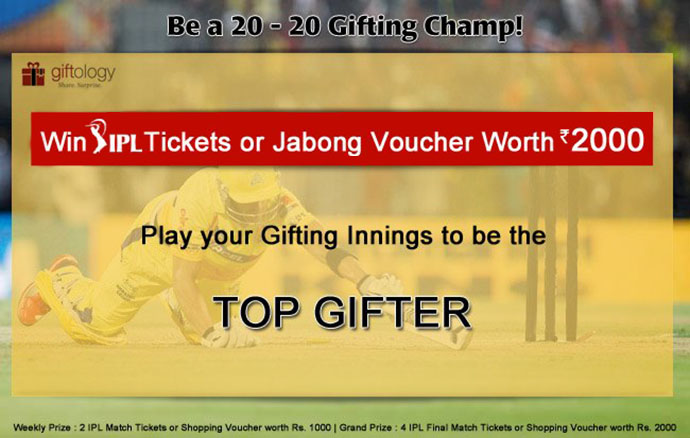 Be a 20 - 20 Gifting Champ!
giftology
Share. Surprise.
Win IPL Tickets or Jabong Voucher Worth ₹2000
Play your Gifting Innings to be the
TOP GIFTER
Weekly Prize : 2 IPL Match Tickets or Shopping Voucher worth Rs. 1000 | Grand Prize : 4 IPL Final Match Tickets or Shopping Voucher worth Rs. 2000